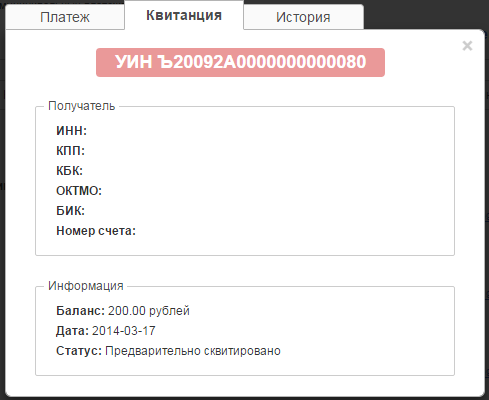 Платеж Квитанция История
×
УИН Ъ20092А0000000000080
Получатель
ИНН:
КПП:
КБК:
ОКТМО:
БИК:
Номер счета:
Информация
Баланс: 200.00 рублей
Дата: 2014-03-17
Статус: Предварительно сквитировано